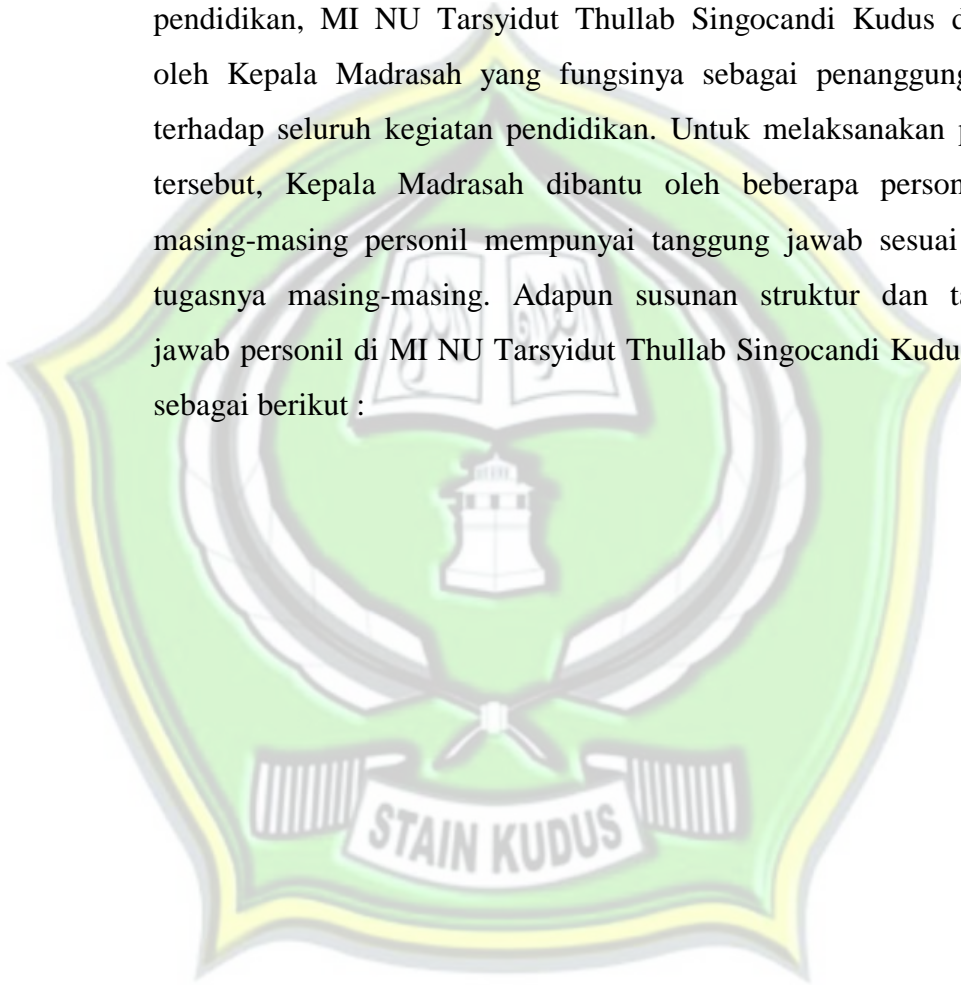 pendidikan, MI NU Tarsyidut Thullab Singocandi Kudus d
oleh Kepala Madrasah yang fungsinya sebagai penanggung
terhadap seluruh kegiatan pendidikan. Untuk melaksanakan p
tersebut, Kepala Madrasah dibantu oleh beberapa person
masing-masing personil mempunyai tanggung jawab sesuai
tugasnya masing-masing. Adapun susunan struktur dan ta
jawab personil di MI NU Tarsyidut Thullab Singocandi Kudu
sebagai berikut :
STAIN KUDUS